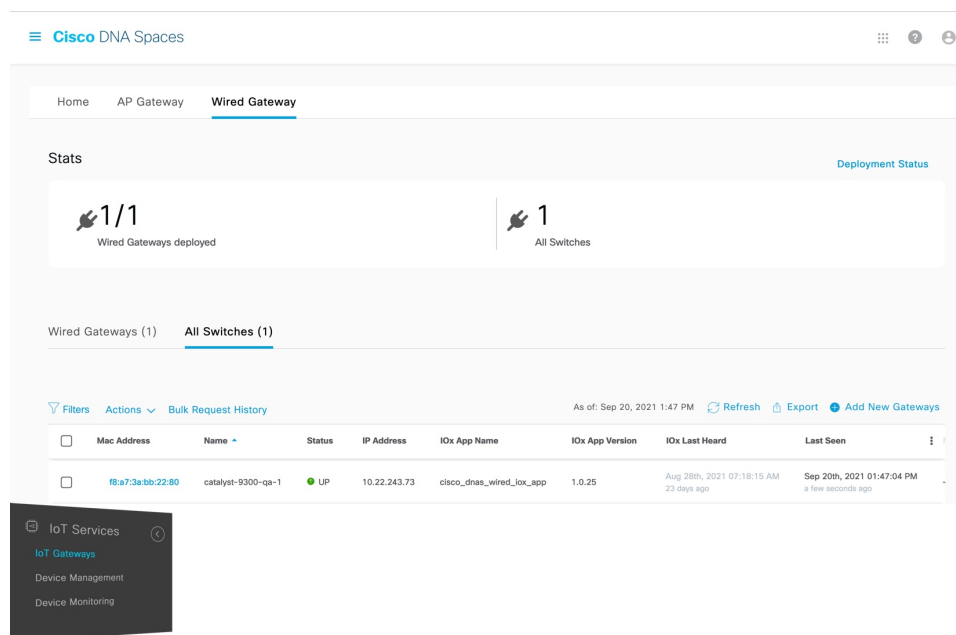 Cisco DNA Spaces
Home AP Gateway Wired Gateway
Stats
Deployment Status
1/1
Wired Gateways deployed
1
All Switches
Wired Gateways (1) All Switches (1)
Filters Actions Bulk Request History As of: Sep 20, 2021 1:47 PM Refresh Export Add New Gateways
Mac Address Name Status IP Address IOx App Name IOx App Version IOx Last Heard Last Seen
f8:a7:3a:bb:22:80 catalyst-9300-qa-1 UP 10.22.243.73 cisco_dnas_wired_iox_app 1.0.25 Aug 28th, 2021 07:18:15 AM Sep 20th, 2021 01:47:04 PM
23 days ago a few seconds ago
IoT Services
IoT Gateways
Device Management
Device Monitoring